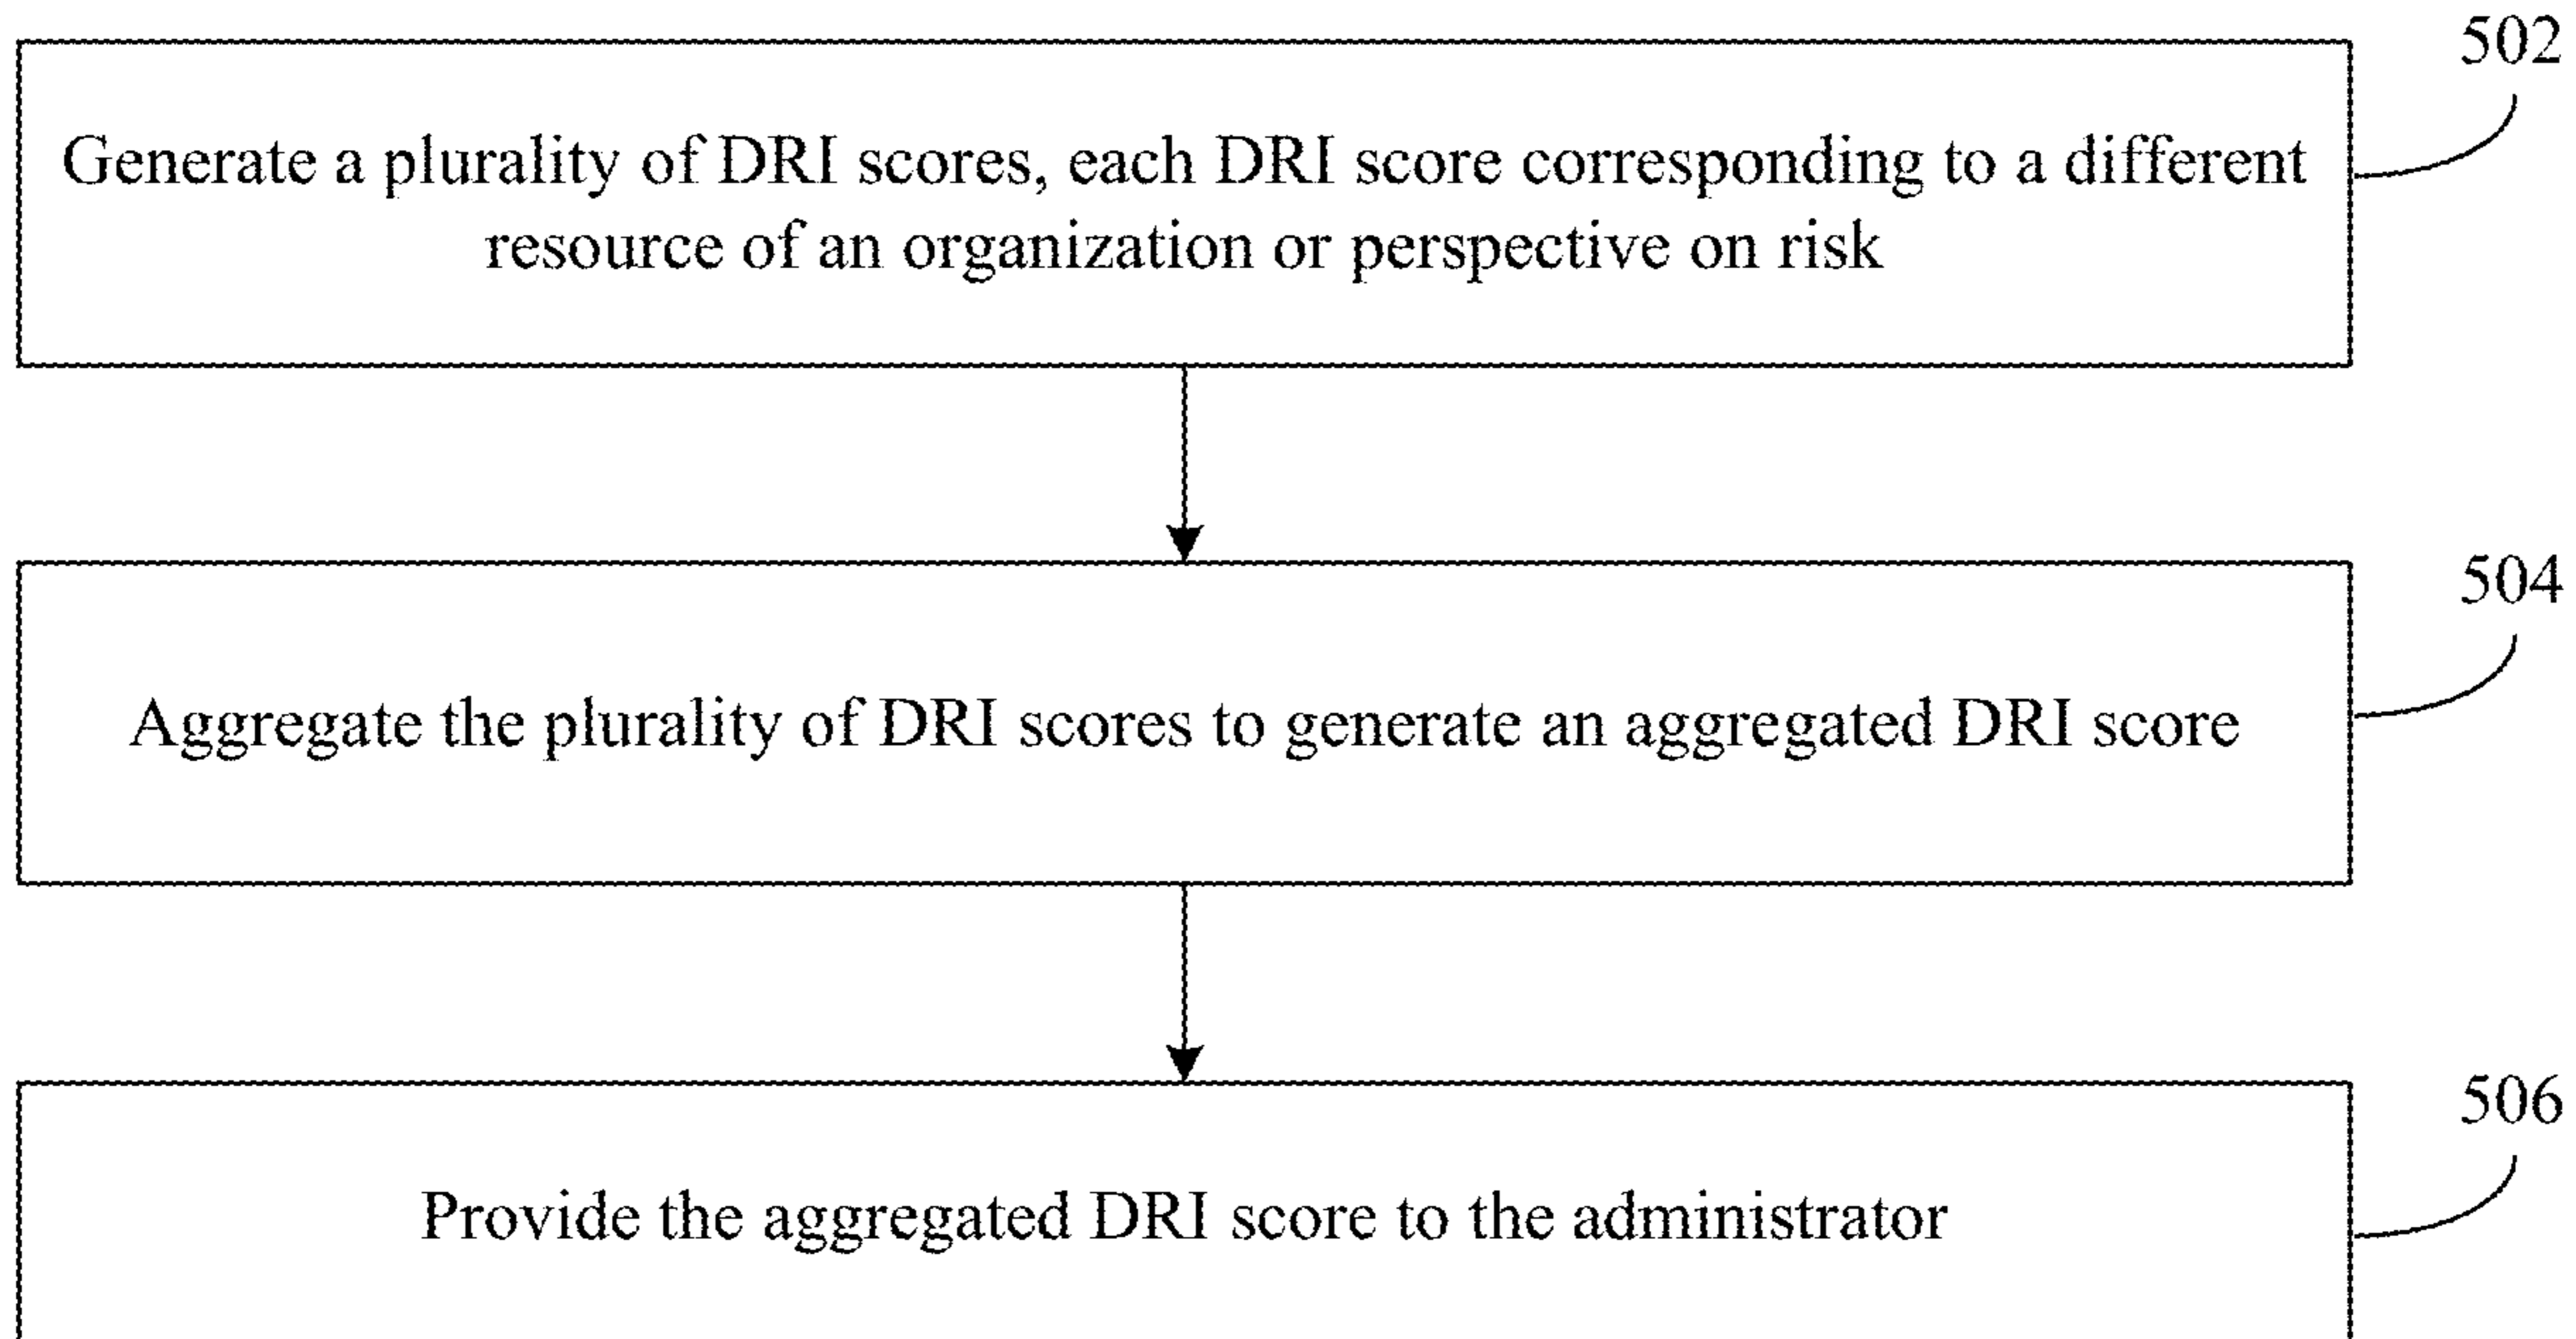 502
Generate a plurality of DRI scores, each DRI score corresponding to a different
resource of an organization or perspective on risk
504
Aggregate the plurality of DRI scores to generate an aggregated DRI score
506
Provide the aggregated DRI score to the administrator